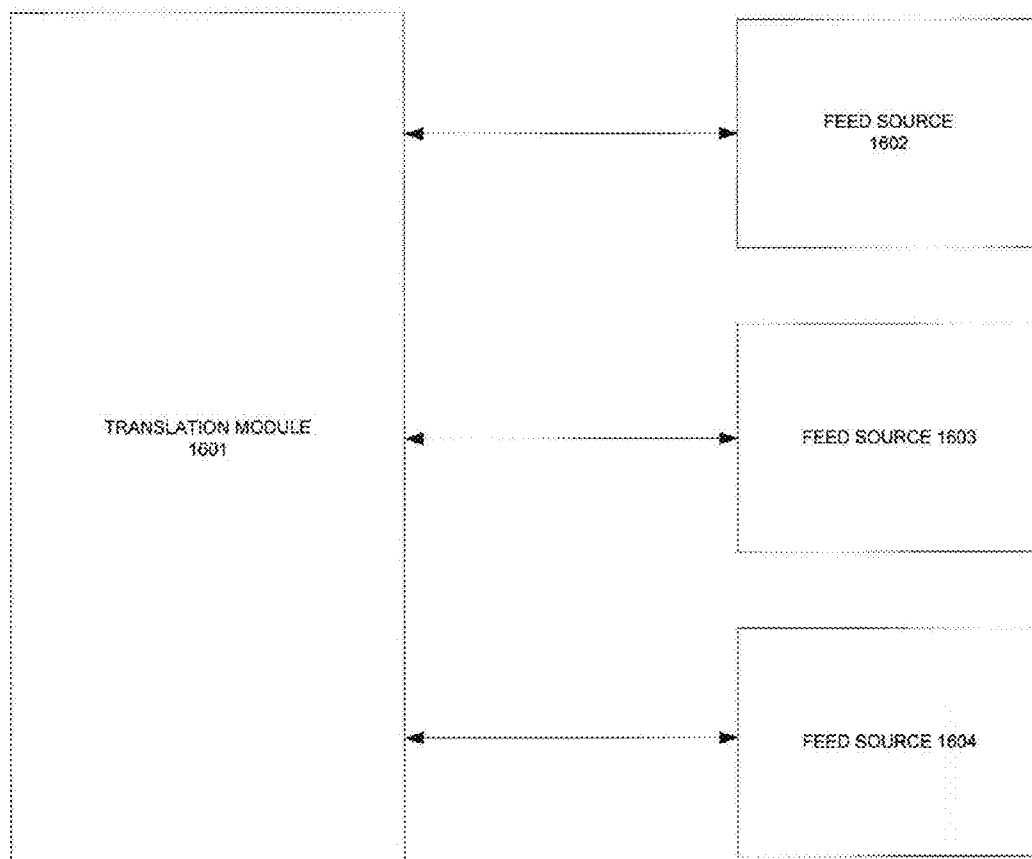 FEED SOURCE
1602
TRANSLATION MODULE
1601
FEED SOURCE 1603
FEED SOURCE 1604